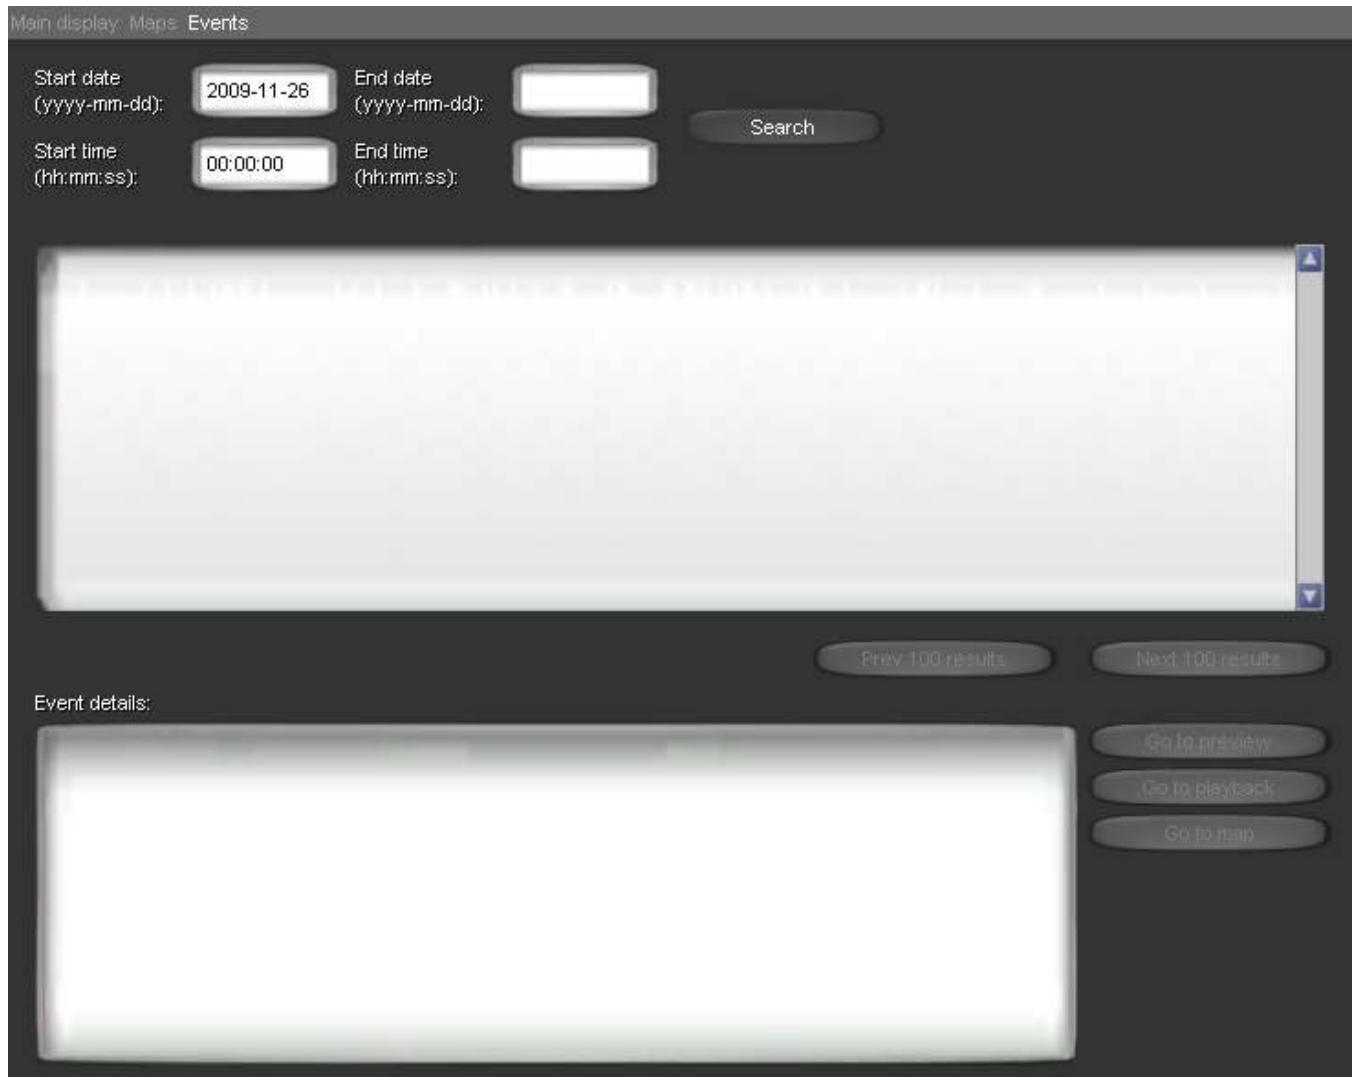 Main display Maps Events
Start date
(yyyy-mm-dd):
2009-11-26
End date
(yyyy-mm-dd):
Search
Start time
(hh:mm:ss):
00:00:00
End time
(hh:mm:ss):
Prev 100 results
Next 100 results
Event details:
Go to preview
Go to playback
Go to map